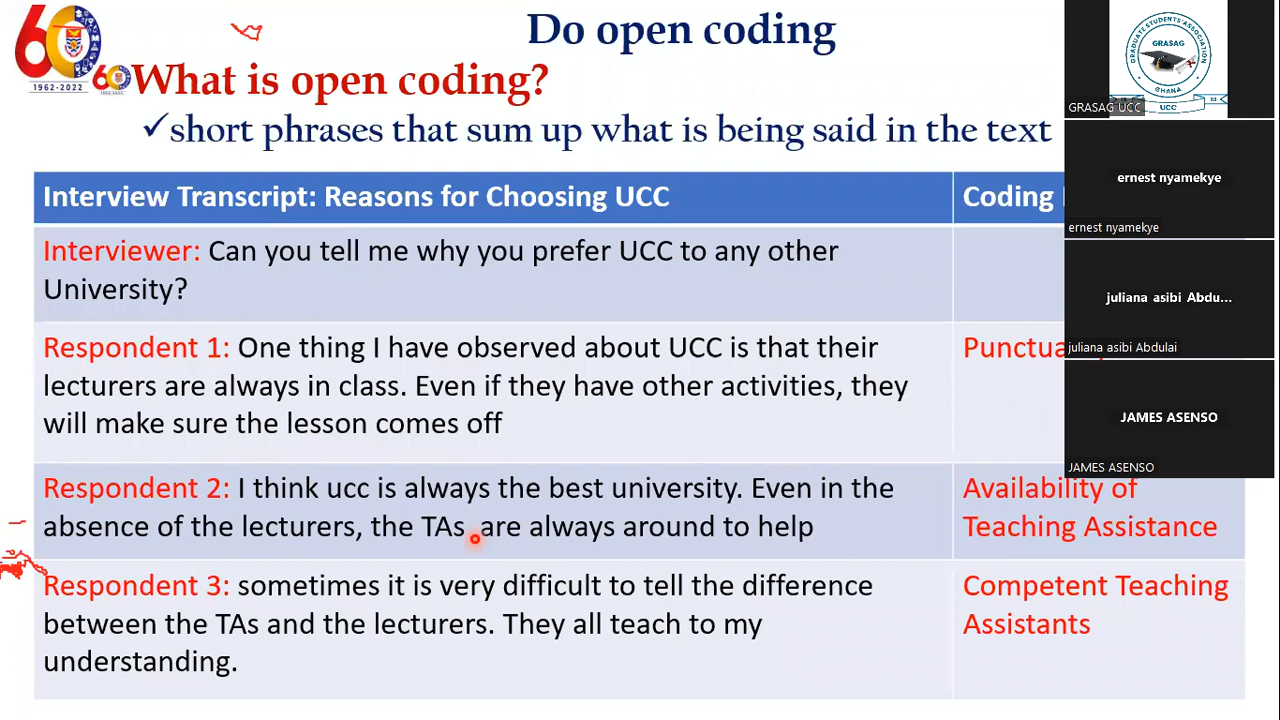 Do open coding
1962-2022
What is open coding?
✓short phrases that sum up what is being said in the text
Interview Transcript: Reasons for Choosing UCC
Coding
Interviewer: Can you tell me why you prefer UCC to any other
University?
Respondent 1: One thing I have observed about UCC is that their
lecturers are always in class. Even if they have other activities, they
will make sure the lesson comes off
Respondent 2: I think ucc is always the best university. Even in the
absence of the lecturers, the TAs are always around to help
Availability of
Teaching Assistance
Respondent 3: sometimes it is very difficult to tell the difference
between the TAs and the lecturers. They all teach to my
understanding.
Competent Teaching
Assistants
GRADUATE STUDENTS' ASSOCIATION
GRASAG
GHANA
UCC
GRASAG UCC
ernest nyamekye
ernest nyamekye
juliana asibi Abdu...
juliana asibi Abdulai
JAMES ASENSO
JAMES ASENSO